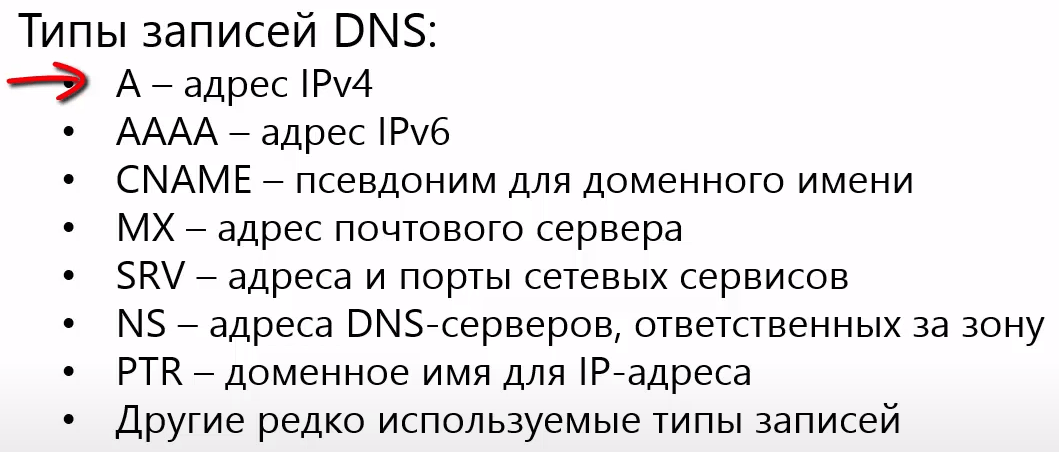 Типы записей DNS:
• A – адрес IPv4
• AAAA – адрес IPv6
• CNAME – псевдоним для доменного имени
• MX – адрес почтового сервера
• SRV – адреса и порты сетевых сервисов
• NS – адреса DNS-серверов, ответственных за зону
• PTR – доменное имя для IP-адреса
• Другие редко используемые типы записей